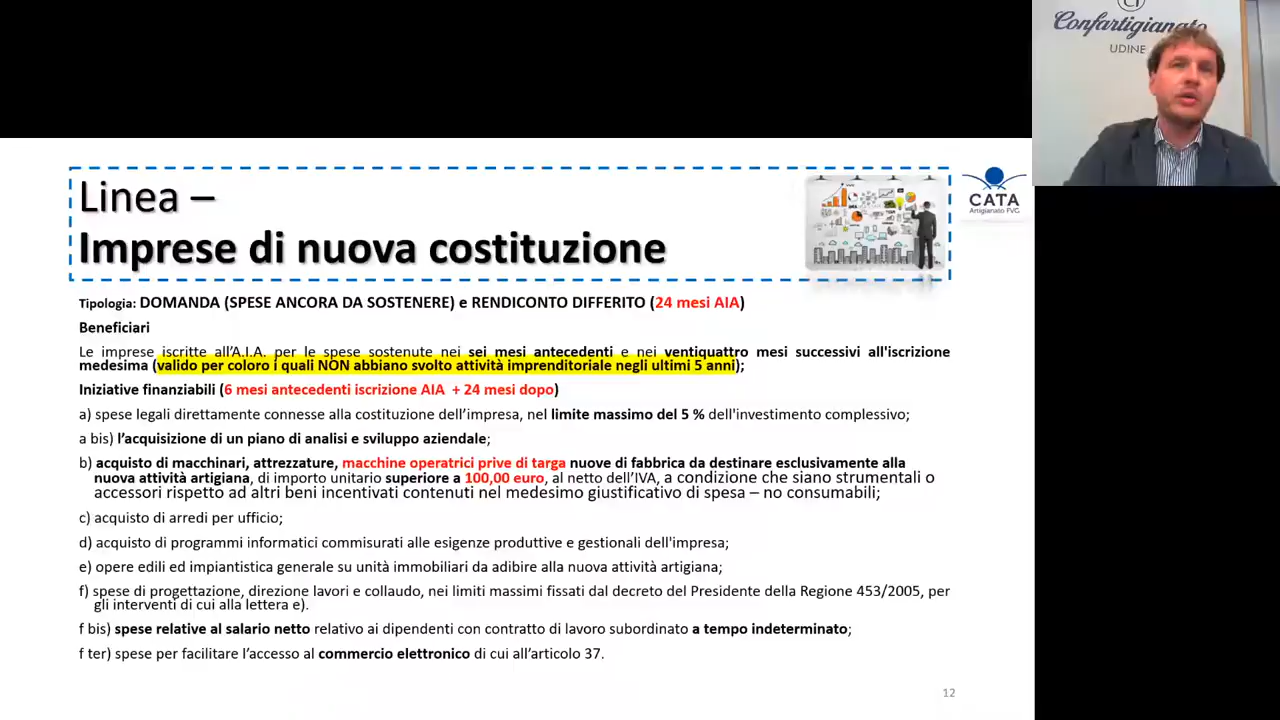 Confartigianato
UDINE
Linea –
Imprese di nuova costituzione
CATA
Artigianato FVG
Tipologia: DOMANDA (SPESE ANCORA DA SOSTENERE) e RENDICONTO DIFFERITO (24 mesi AIA)
Beneficiari
Le imprese iscritte all’A.I.A. per le spese sostenute nei sei mesi antecedenti e nei ventiquattro mesi successivi all'iscrizione
medesima (valido per coloro i quali NON abbiano svolto attività imprenditoriale negli ultimi 5 anni);
Iniziative finanziabili (6 mesi antecedenti iscrizione AIA + 24 mesi dopo)
a) spese legali direttamente connesse alla costituzione dell’impresa, nel limite massimo del 5 % dell'investimento complessivo;
a bis) l’acquisizione di un piano di analisi e sviluppo aziendale;
b) acquisto di macchinari, attrezzature, macchine operatrici prive di targa nuove di fabbrica da destinare esclusivamente alla
nuova attività artigiana, di importo unitario superiore a 100,00 euro, al netto dell’IVA, a condizione che siano strumentali o
accessori rispetto ad altri beni incentivati contenuti nel medesimo giustificativo di spesa – no consumabili;
c) acquisto di arredi per ufficio;
d) acquisto di programmi informatici commisurati alle esigenze produttive e gestionali dell'impresa;
e) opere edili ed impiantistica generale su unità immobiliari da adibire alla nuova attività artigiana;
f) spese di progettazione, direzione lavori e collaudo, nei limiti massimi fissati dal decreto del Presidente della Regione 453/2005, per
gli interventi di cui alla lettera e).
f bis) spese relative al salario netto relativo ai dipendenti con contratto di lavoro subordinato a tempo indeterminato;
f ter) spese per facilitare l’accesso al commercio elettronico di cui all’articolo 37.
12